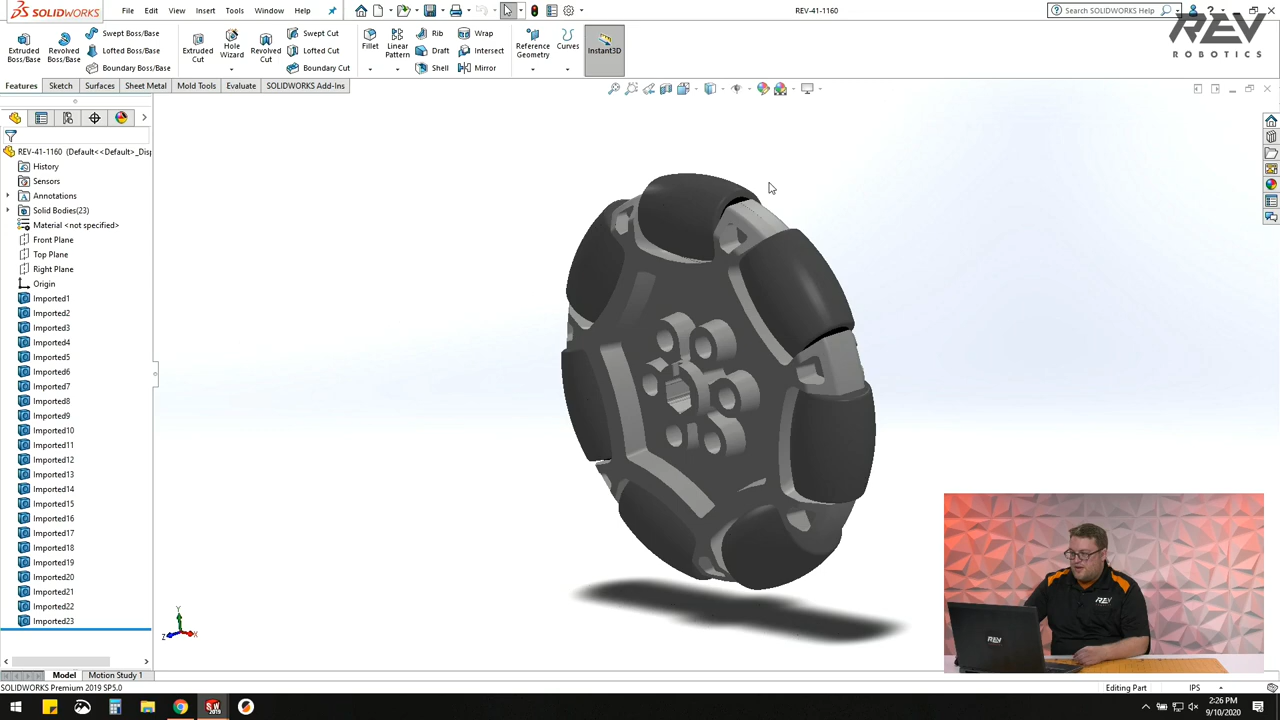 SOLIDWORKS File Edit View Insert Tools Window Help REV-41-1160 Search SOLIDWORKS Help
Extruded Boss/Base Revolved Boss/Base Swept Boss/Base Lofted Boss/Base Boundary Boss/Base Extruded Cut Hole Wizard Revolved Cut Swept Cut Lofted Cut Boundary Cut Fillet Linear Pattern Rib Draft Shell Wrap Intersect Mirror Reference Geometry Curves Instant3D
REV
ROBOTICS
Features Sketch Surfaces Sheet Metal Mold Tools Evaluate SOLIDWORKS Add-Ins
REV-41-1160 (Default<<Default>_Disp
History
Sensors
Annotations
Solid Bodies(23)
Material <not specified>
Front Plane
Top Plane
Right Plane
Origin
Imported1
Imported2
Imported3
Imported4
Imported5
Imported6
Imported7
Imported8
Imported9
Imported10
Imported11
Imported12
Imported13
Imported14
Imported15
Imported16
Imported17
Imported18
Imported19
Imported20
Imported21
Imported22
Imported23
Y
Z X
REV
REV
Model Motion Study 1
SOLIDWORKS Premium 2019 SP5.0 Editing Part IPS
2:26 PM
9/10/2020